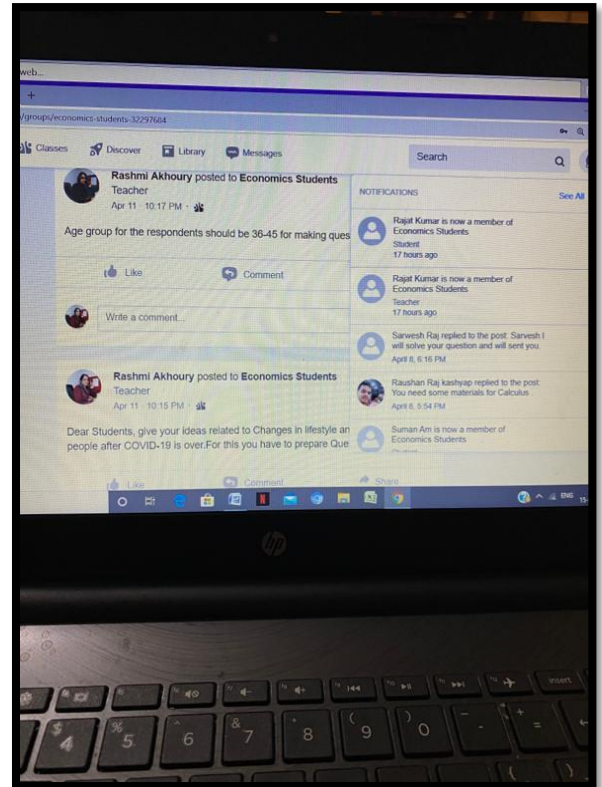 web...
+
/groups/economics-students-32297664
Classes
Discover
Library
Messages
Search
Rashmi Akhoury posted to Economics Students
Teacher
Apr 11 · 10:17 PM ·
Age group for the respondents should be 36-45 for making ques
Like
Comment
Write a comment...
Rashmi Akhoury posted to Economics Students
Teacher
Apr 11 · 10:15 PM ·
Dear Students, give your ideas related to Changes in lifestyle an
people after COVID-19 is over.For this you have to prepare Que
Like
Comment
Share
NOTIFICATIONS
See All
Rajat Kumar is now a member of
Economics Students
Student
17 hours ago
Rajat Kumar is now a member of
Economics Students
Teacher
17 hours ago
Sarwesh Raj replied to the post: Sarvesh I
will solve your question and will sent you.
April 8, 6:16 PM
Raushan Raj kashyap replied to the post:
You need some materials for Calculus
April 8, 5:54 PM
Suman Am is now a member of
Economics Students
N
ENG
15-
hp
insert
$ 4
% 5
^ 6
& 7
* 8
( 9
) 0
_ -
+ =
{
}